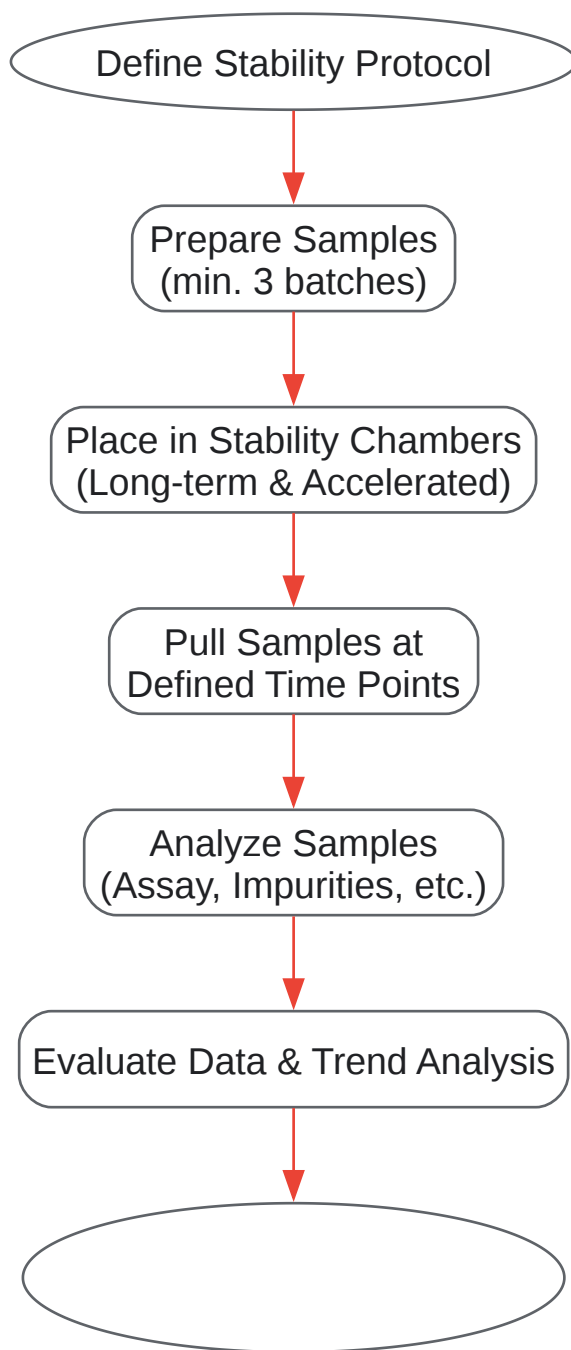 Define Stability Protocol
Prepare Samples
(min. 3 batches)
Place in Stability Chambers
(Long-term & Accelerated)
Pull Samples at
Defined Time Points
Analyze Samples
(Assay, Impurities, etc.)
Evaluate Data & Trend Analysis